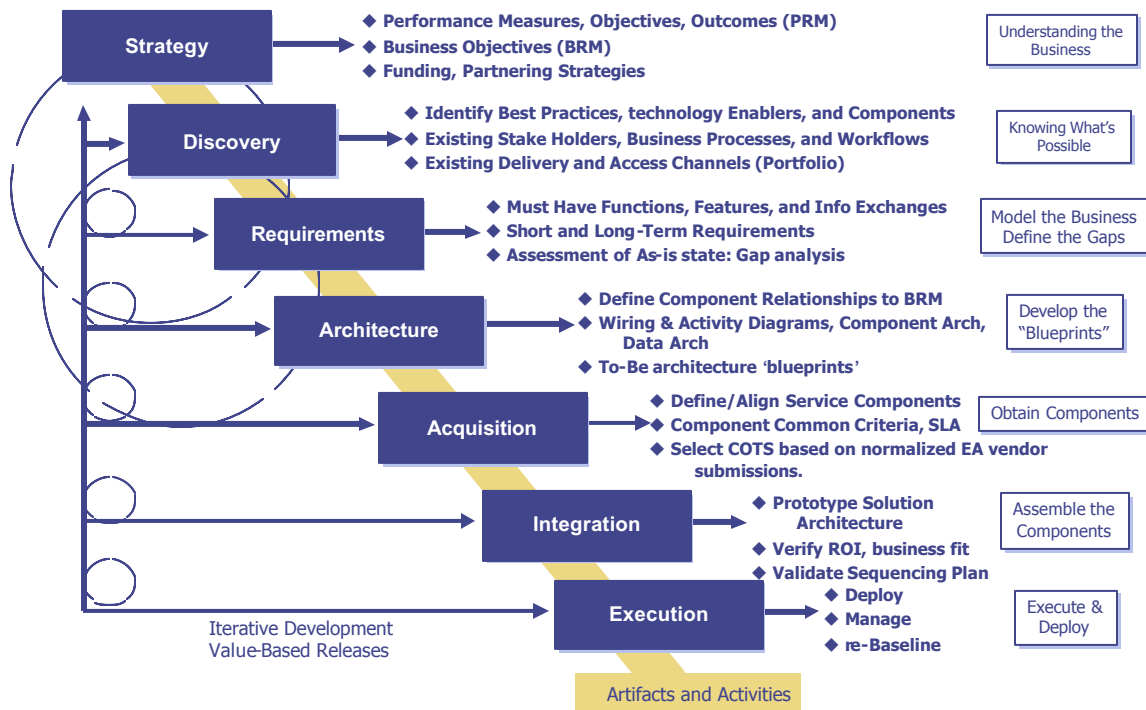 Strategy
◆ Performance Measures, Objectives, Outcomes (PRM)
◆ Business Objectives (BRM)
◆ Funding, Partnering Strategies
Understanding the
Business
Discovery
◆ Identify Best Practices, technology Enablers, and Components
◆ Existing Stake Holders, Business Processes, and Workflows
◆ Existing Delivery and Access Channels (Portfolio)
Knowing What's
Possible
Requirements
◆ Must Have Functions, Features, and Info Exchanges
◆ Short and Long-Term Requirements
◆ Assessment of As-is state: Gap analysis
Model the Business
Define the Gaps
Architecture
◆ Define Component Relationships to BRM
◆ Wiring & Activity Diagrams, Component Arch,
Data Arch
◆ To-Be architecture ‘blueprints’
Develop the
“Blueprints”
Acquisition
◆ Define/Align Service Components
◆ Component Common Criteria, SLA
◆ Select COTS based on normalized EA vendor
submissions.
Obtain Components
Integration
◆ Prototype Solution
Architecture
◆ Verify ROI, business fit
◆ Validate Sequencing Plan
Assemble the
Components
Execution
◆ Deploy
◆ Manage
◆ re-Baseline
Execute &
Deploy
Iterative Development
Value-Based Releases
Artifacts and Activities